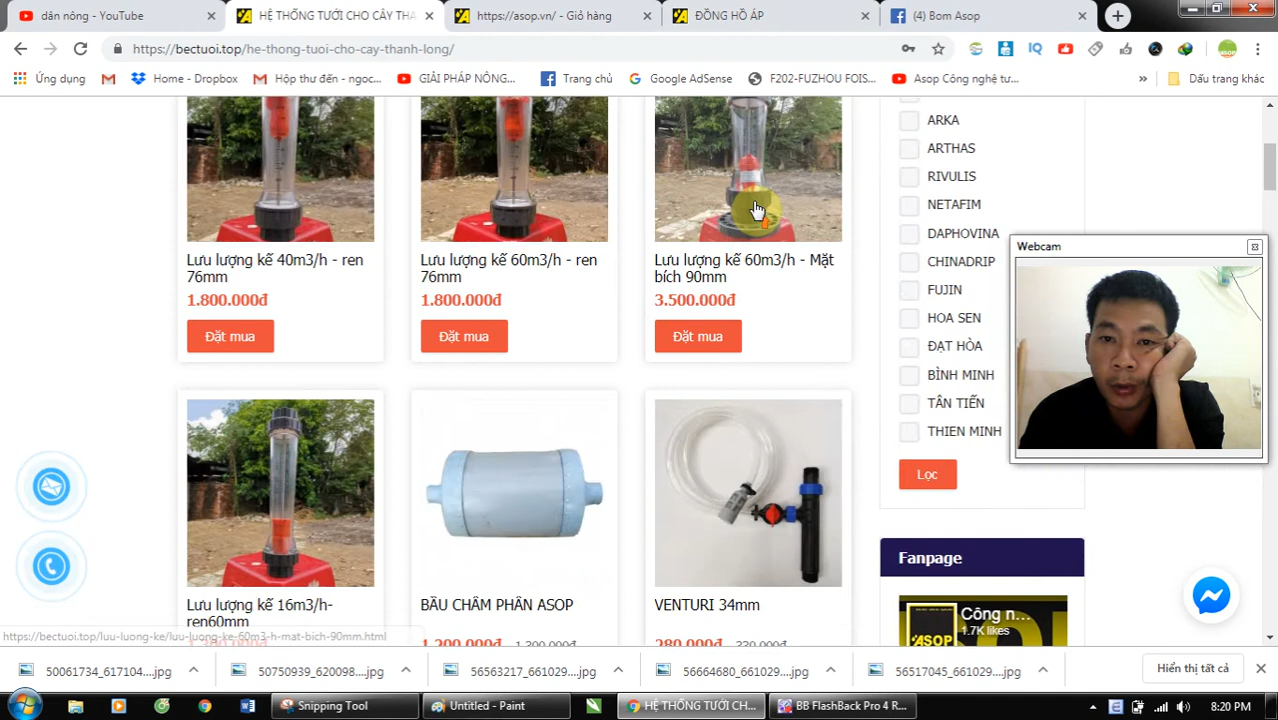 dân nông - YouTube
HỆ THỐNG TƯỚI CHO CÂY THA
https://asop.vn/ - Giỏ hàng
ĐỒNG HỒ ÁP
(4) Bom Asop
https://bectuoi.top/he-thong-tuoi-cho-cay-thanh-long/
IQ
Ứng dụng
Home - Dropbox
Hộp thư đến - ngoc...
GIẢI PHÁP NÔNG...
Trang chủ
Google AdSense
F202-FUZHOU FOIS...
Asop Công nghệ tư...
»
Dấu trang khác
ARKA
ARTHAS
RIVULIS
NETAFIM
DAPHOVINA
CHINADRIP
FUJIN
HOA SEN
ĐẠT HÒA
BÌNH MINH
TÂN TIẾN
THIEN MINH
Lọc
Webcam
Lưu lượng kế 40m3/h - ren
76mm
1.800.000đ
Đặt mua
Lưu lượng kế 60m3/h - ren
76mm
1.800.000đ
Đặt mua
Lưu lượng kế 60m3/h - Mặt
bích 90mm
3.500.000đ
Đặt mua
Lưu lượng kế 16m3/h-
ren60mm
BẦU CHÂM PHÂN ASOP
VENTURI 34mm
280.000đ
Fanpage
Công n...
1.7K likes
ASOP
https://bectuoi.top/luu-luong-ke/luu-luong-ke-60m3-h-mat-bich-90mm.html
50061734_617104....jpg
50750939_620098....jpg
56563217_661029....jpg
56664680_661029....jpg
56517045_661029....jpg
Hiển thị tất cả
Snipping Tool
Untitled - Paint
HỆ THỐNG TƯỚI CH...
BB FlashBack Pro 4 R...
8:20 PM